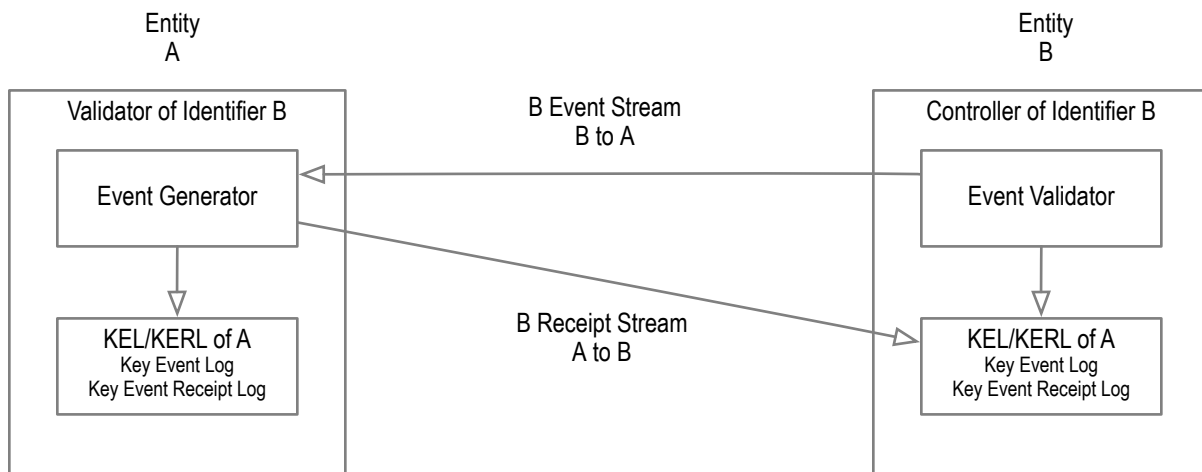 Entity
A
Entity
B
Validator of Identifier B
B Event Stream
B to A
Controller of Identifier B
Event Generator
Event Validator
B Receipt Stream
A to B
KEL/KERL of A
Key Event Log
Key Event Receipt Log
KEL/KERL of A
Key Event Log
Key Event Receipt Log